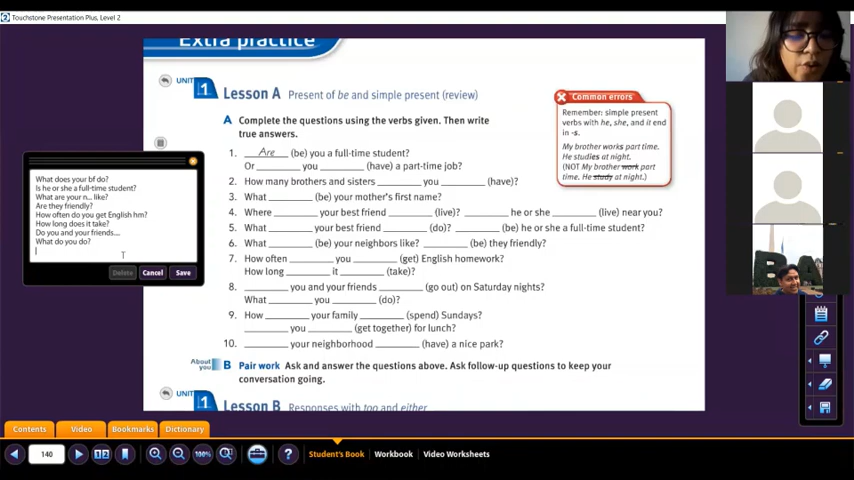 Touchstone Presentation Plus, Level 2
Extra practice
UNIT 1 Lesson A Present of be and simple present (review)
A Complete the questions using the verbs given. Then write
true answers.
1. Are (be) you a full-time student?
Or ________ you ________ (have) a part-time job?
2. How many brothers and sisters ________ you ________ (have)?
3. What ________ (be) your mother's first name?
4. Where ________ your best friend ________ (live)? ________ he or she ________ (live) near you?
5. What ________ your best friend ________ (do)? ________ (be) he or she a full-time student?
6. What ________ (be) your neighbors like? ________ (be) they friendly?
7. How often ________ you ________ (get) English homework?
How long ________ it ________ (take)?
8. ________ you and your friends ________ (go out) on Saturday nights?
What ________ you ________ (do)?
9. How ________ your family ________ (spend) Sundays?
________ you ________ (get together) for lunch?
10. ________ your neighborhood ________ (have) a nice park?
About you B Pair work Ask and answer the questions above. Ask follow-up questions to keep your
conversation going.
UNIT 1 Lesson B Responses with too and either
Common errors
Remember: simple present
verbs with he, she, and it end
in -s.
My brother works part time.
He studies at night.
(NOT My brother work part
time. He study at night.)
What does your bf do?
Is he or she a full-time student?
What are your n... like?
Are they friendly?
How often do you get English hm?
How long does it take?
Do you and your friends....
What do you do?
Delete Cancel Save
BA
Contents Video Bookmarks Dictionary
140 1 2 100% ? Student's Book Workbook Video Worksheets